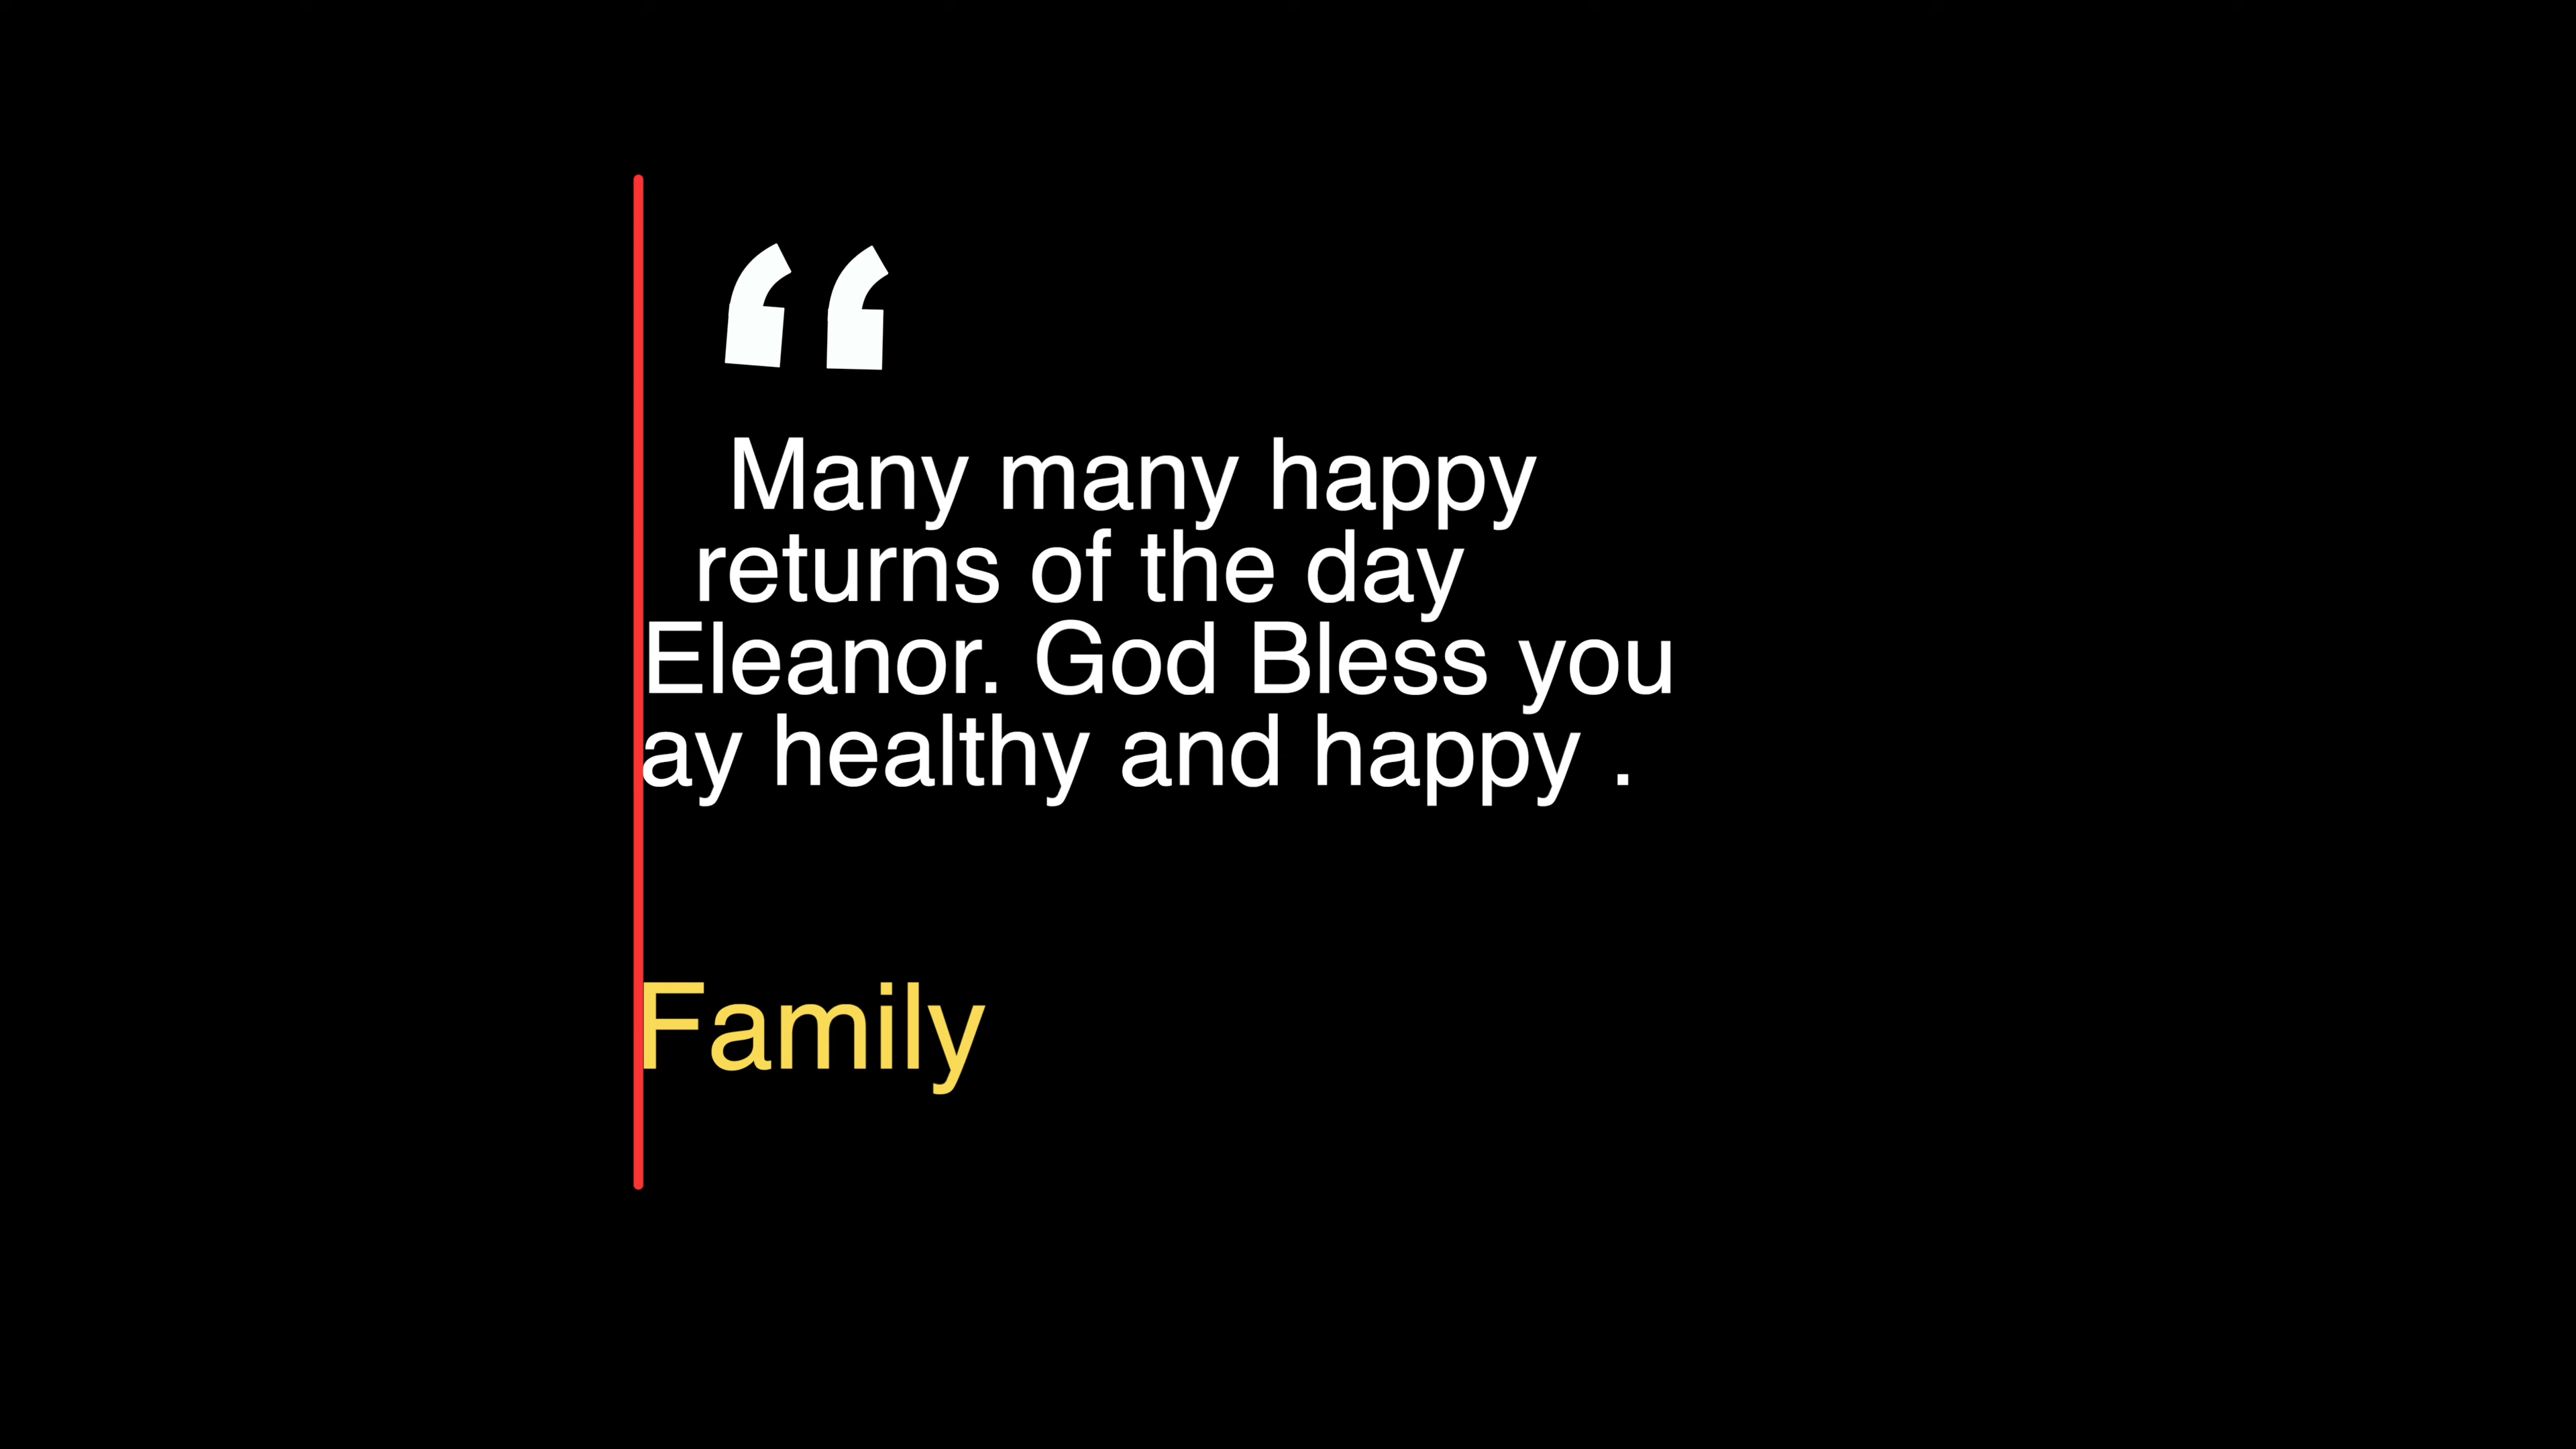 “
Many many happy
returns of the day
Eleanor. God Bless you
ay healthy and happy .
Family